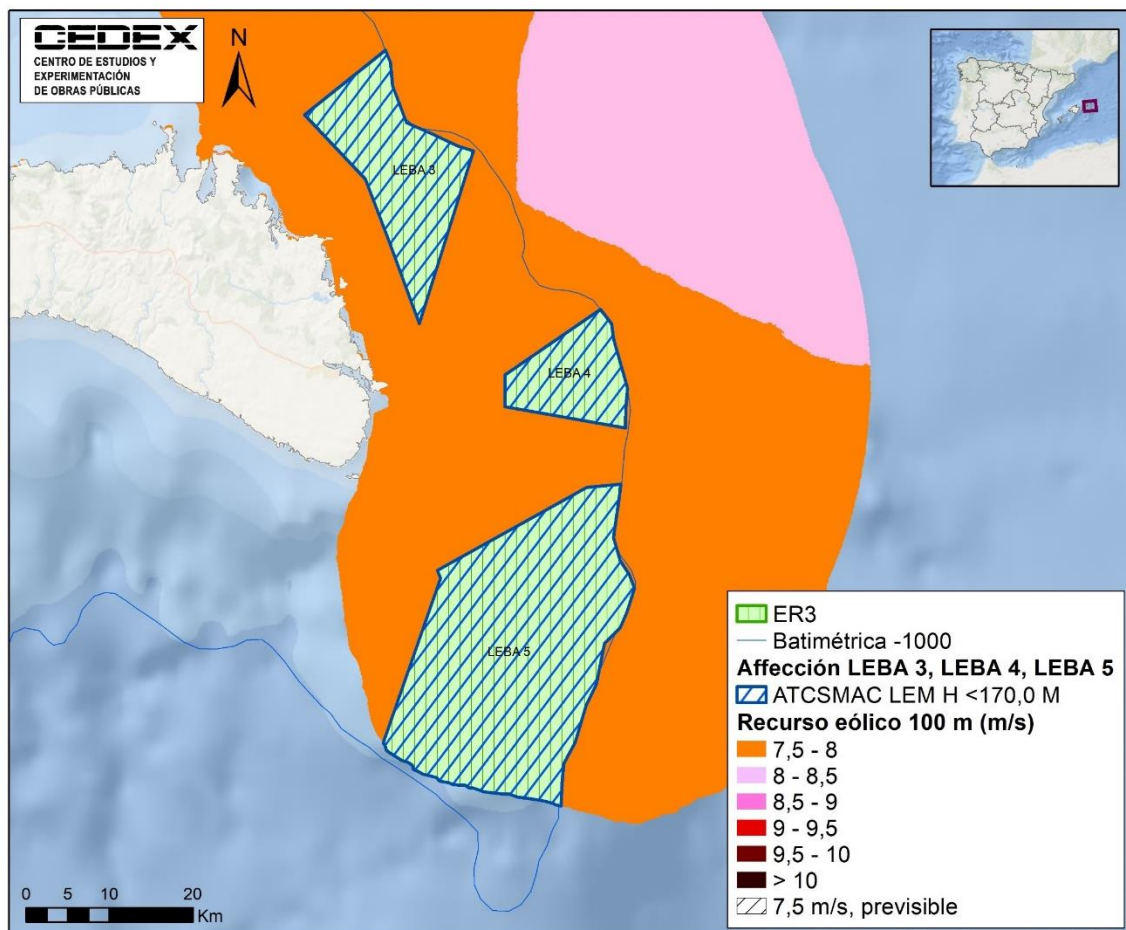 CEDEX
CENTRO DE ESTUDIOS Y
EXPERIMENTACIÓN
DE OBRAS PÚBLICAS
N
LEBA 3
LEBA 4
LEBA 5
ER3
Batimétrica -1000
Affección LEBA 3, LEBA 4, LEBA 5
ATCSMAC LEM H <170,0 M
Recurso eólico 100 m (m/s)
7,5 - 8
8 - 8,5
8,5 - 9
9 - 9,5
9,5 - 10
> 10
7,5 m/s, previsible
0 5 10 20
Km